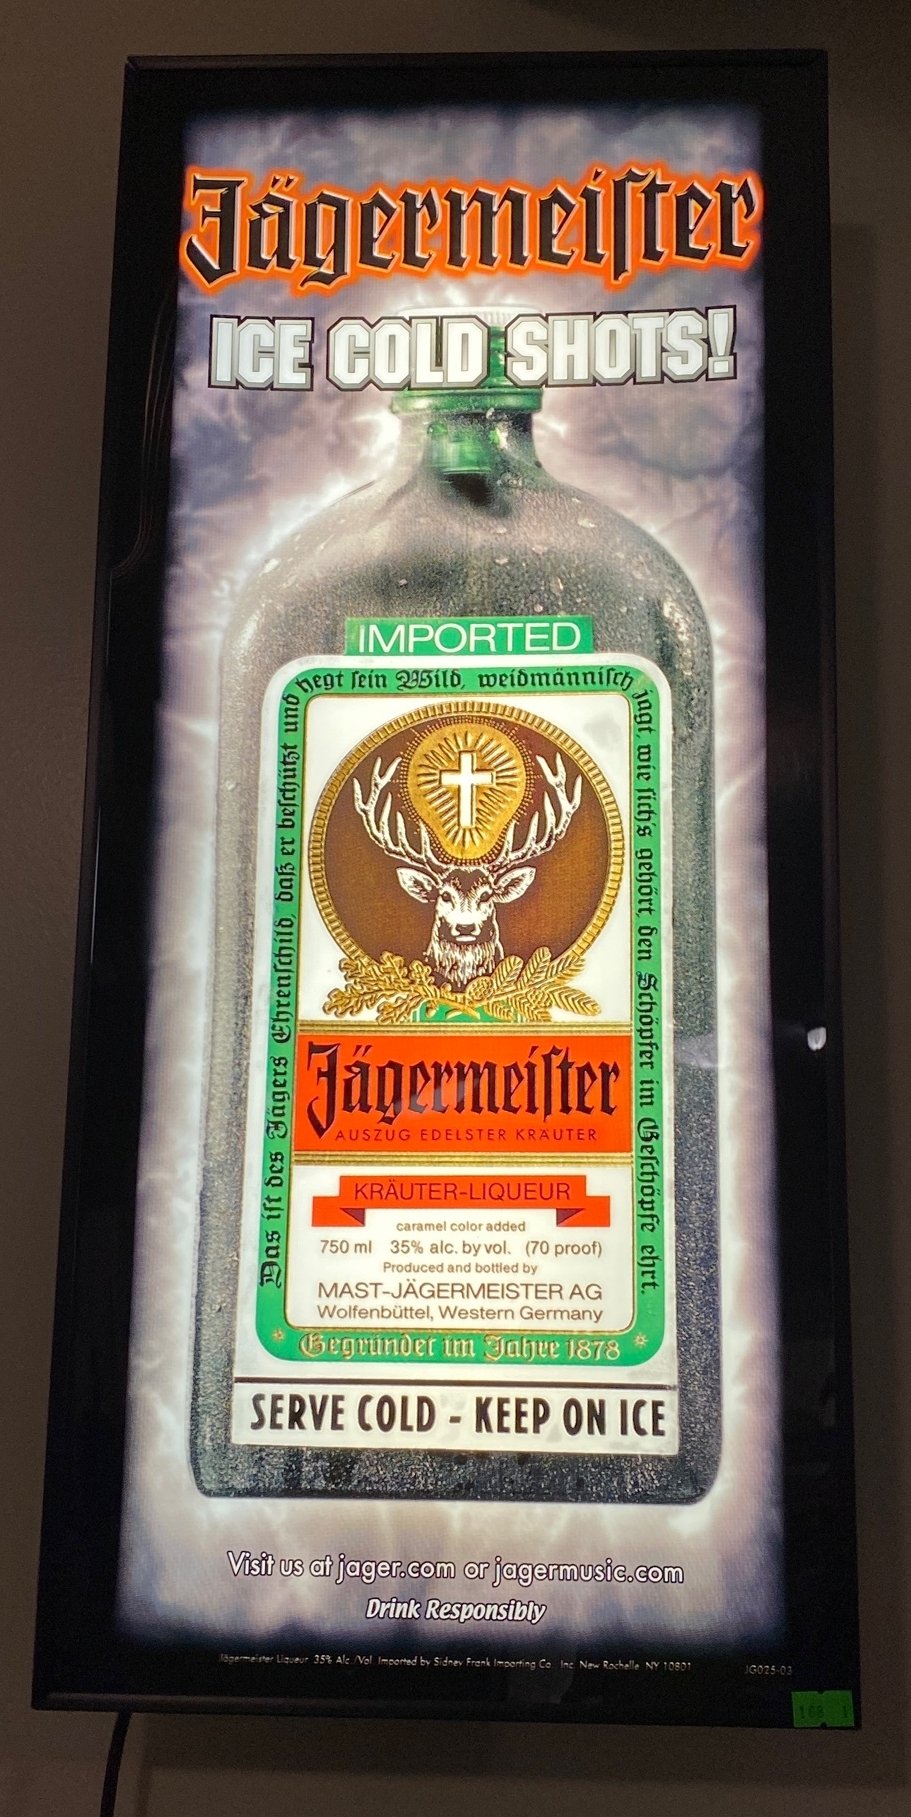 Jägermeiſter
ICE COLD SHOTS!
IMPORTED
Das iſt des Jägers Ehrenſchild, daß er beſchützt und hegt ſein Wild, weidmänniſch jagt wie ſich's gehört, den Schöpfer im Geſchöpfe ehrt.
Jägermeiſter
AUSZUG EDELSTER KRÄUTER
KRÄUTER-LIQUEUR
caramel color added
750 ml 35% alc. by vol. (70 proof)
Produced and bottled by
MAST-JÄGERMEISTER AG
Wolfenbüttel, Western Germany
Gegründet im Jahre 1878
SERVE COLD - KEEP ON ICE
Visit us at jager.com or jagermusic.com
Drink Responsibly
Jägermeister Liqueur 35% Alc./Vol. Imported by Sidney Frank Importing Co., Inc. New Rochelle, NY 10801
JG025-03